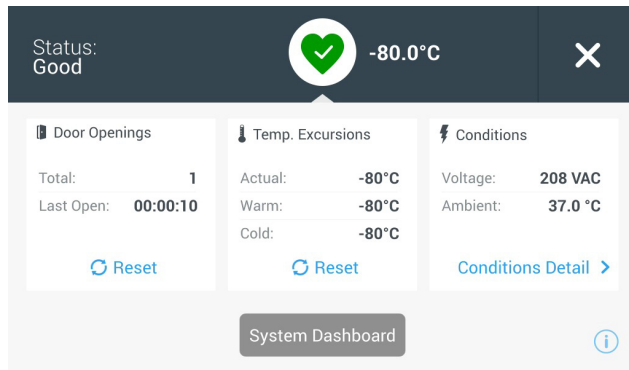 Status:
Good
-80.0°C
Door Openings
Total: 1
Last Open: 00:00:10
Reset
Temp. Excursions
Actual: -80°C
Warm: -80°C
Cold: -80°C
Reset
Conditions
Voltage: 208 VAC
Ambient: 37.0 °C
Conditions Detail
System Dashboard